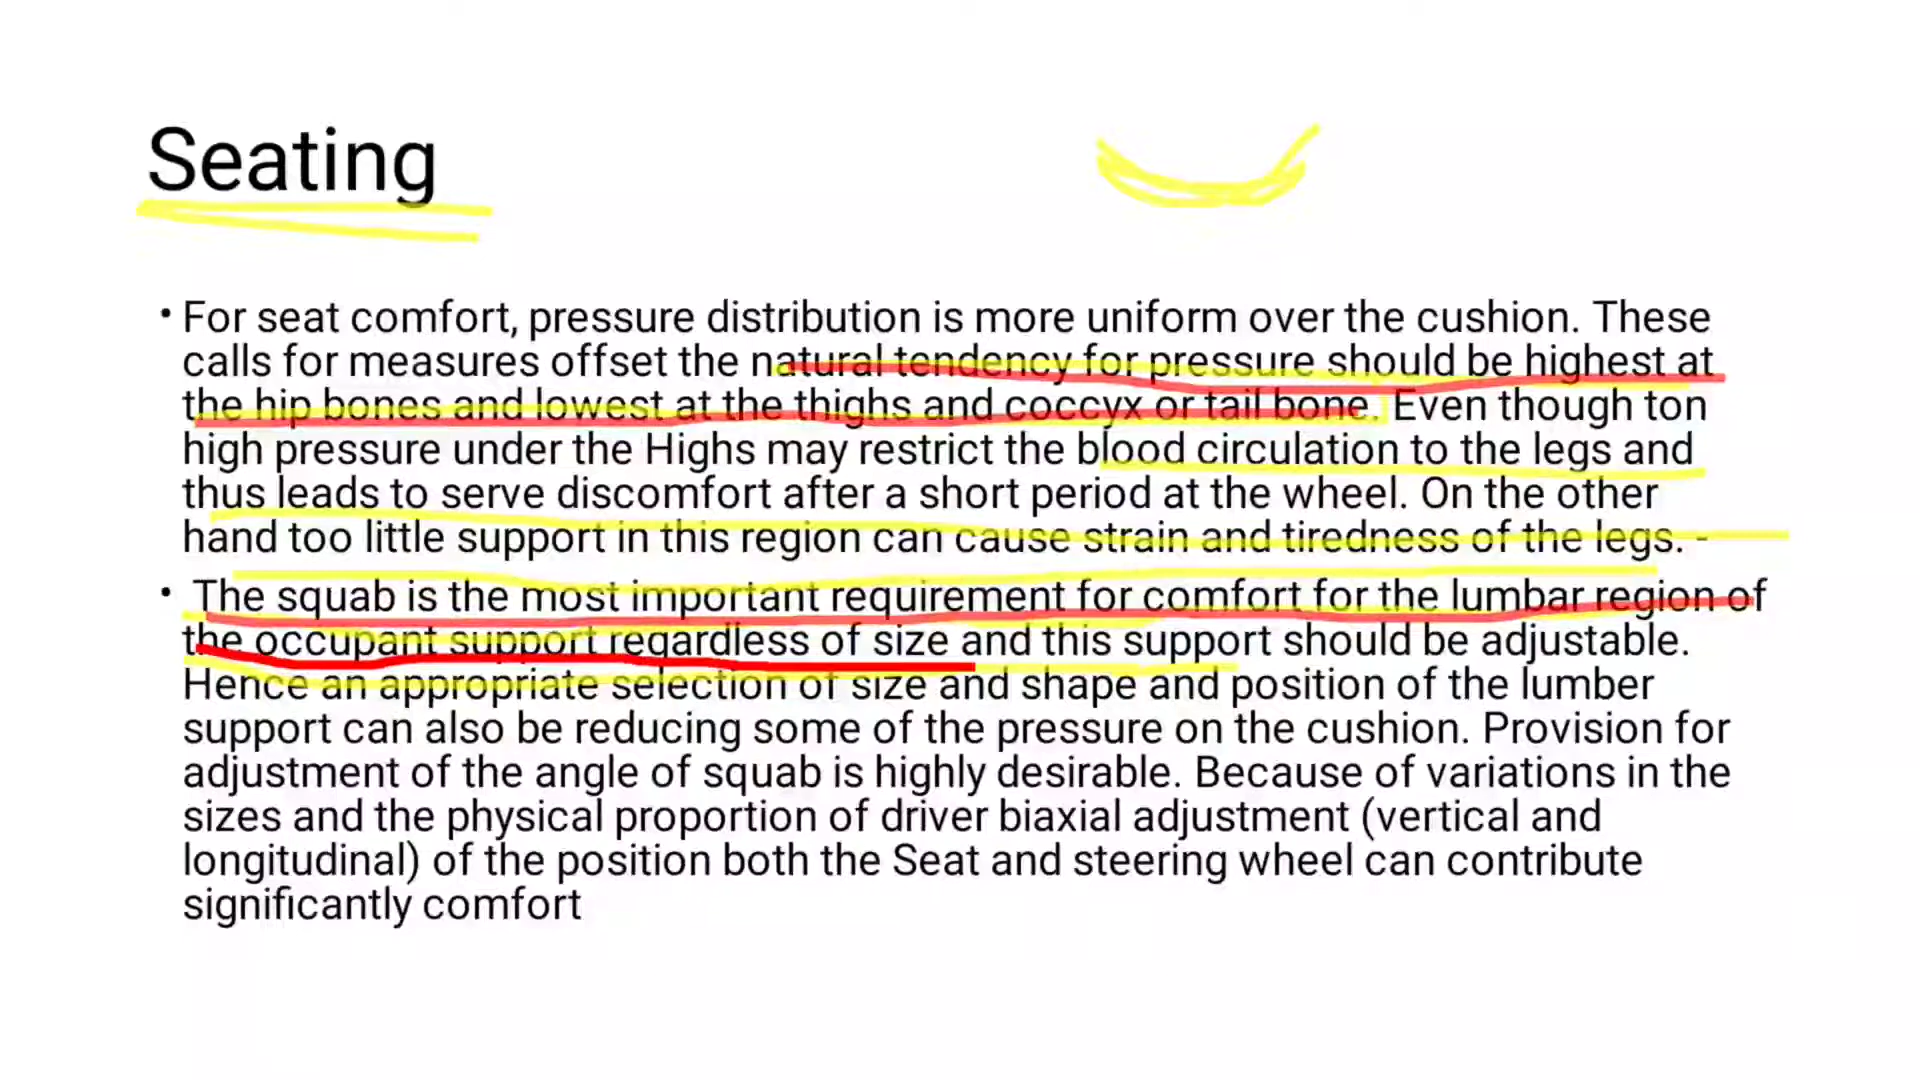 Seating
• For seat comfort, pressure distribution is more uniform over the cushion. These
calls for measures offset the natural tendency for pressure should be highest at
the hip bones and lowest at the thighs and coccyx or tail bone. Even though ton
high pressure under the Highs may restrict the blood circulation to the legs and
thus leads to serve discomfort after a short period at the wheel. On the other
hand too little support in this region can cause strain and tiredness of the legs. -
• The squab is the most important requirement for comfort for the lumbar region of
the occupant support regardless of size and this support should be adjustable.
Hence an appropriate selection of size and shape and position of the lumber
support can also be reducing some of the pressure on the cushion. Provision for
adjustment of the angle of squab is highly desirable. Because of variations in the
sizes and the physical proportion of driver biaxial adjustment (vertical and
longitudinal) of the position both the Seat and steering wheel can contribute
significantly comfort